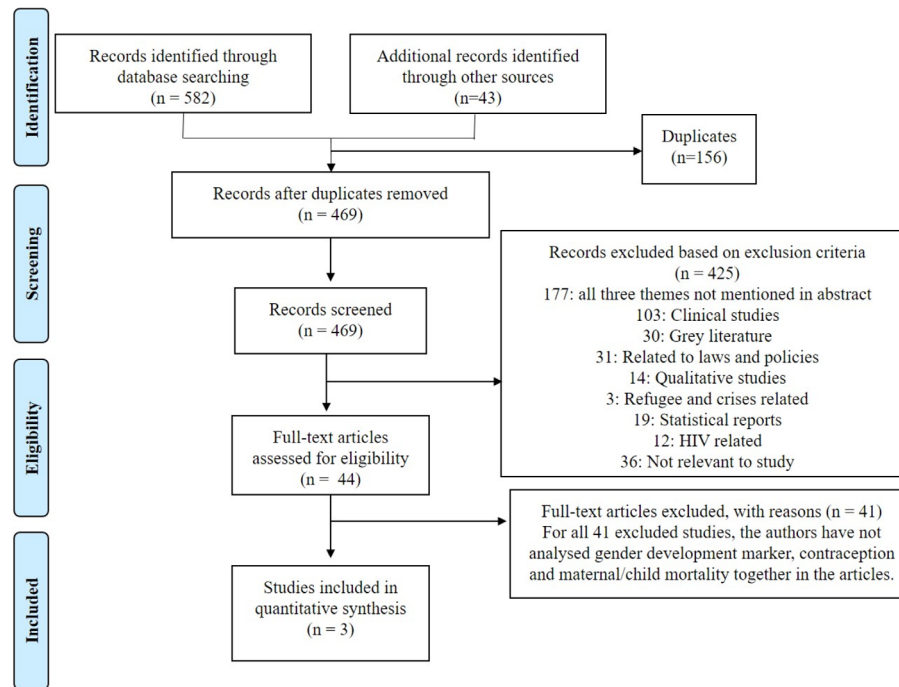 Identification
Records identified through
database searching
(n = 582)
Additional records identified
through other sources
(n=43)
Duplicates
(n=156)
Records after duplicates removed
(n = 469)
Screening
Records screened
(n = 469)
Records excluded based on exclusion criteria
(n = 425)
177: all three themes not mentioned in abstract
103: Clinical studies
30: Grey literature
31: Related to laws and policies
14: Qualitative studies
3: Refugee and crises related
19: Statistical reports
12: HIV related
36: Not relevant to study
Eligibility
Full-text articles
assessed for eligibility
(n = 44)
Full-text articles excluded, with reasons (n = 41)
For all 41 excluded studies, the authors have not
analysed gender development marker, contraception
and maternal/child mortality together in the articles.
Included
Studies included in
quantitative synthesis
(n = 3)